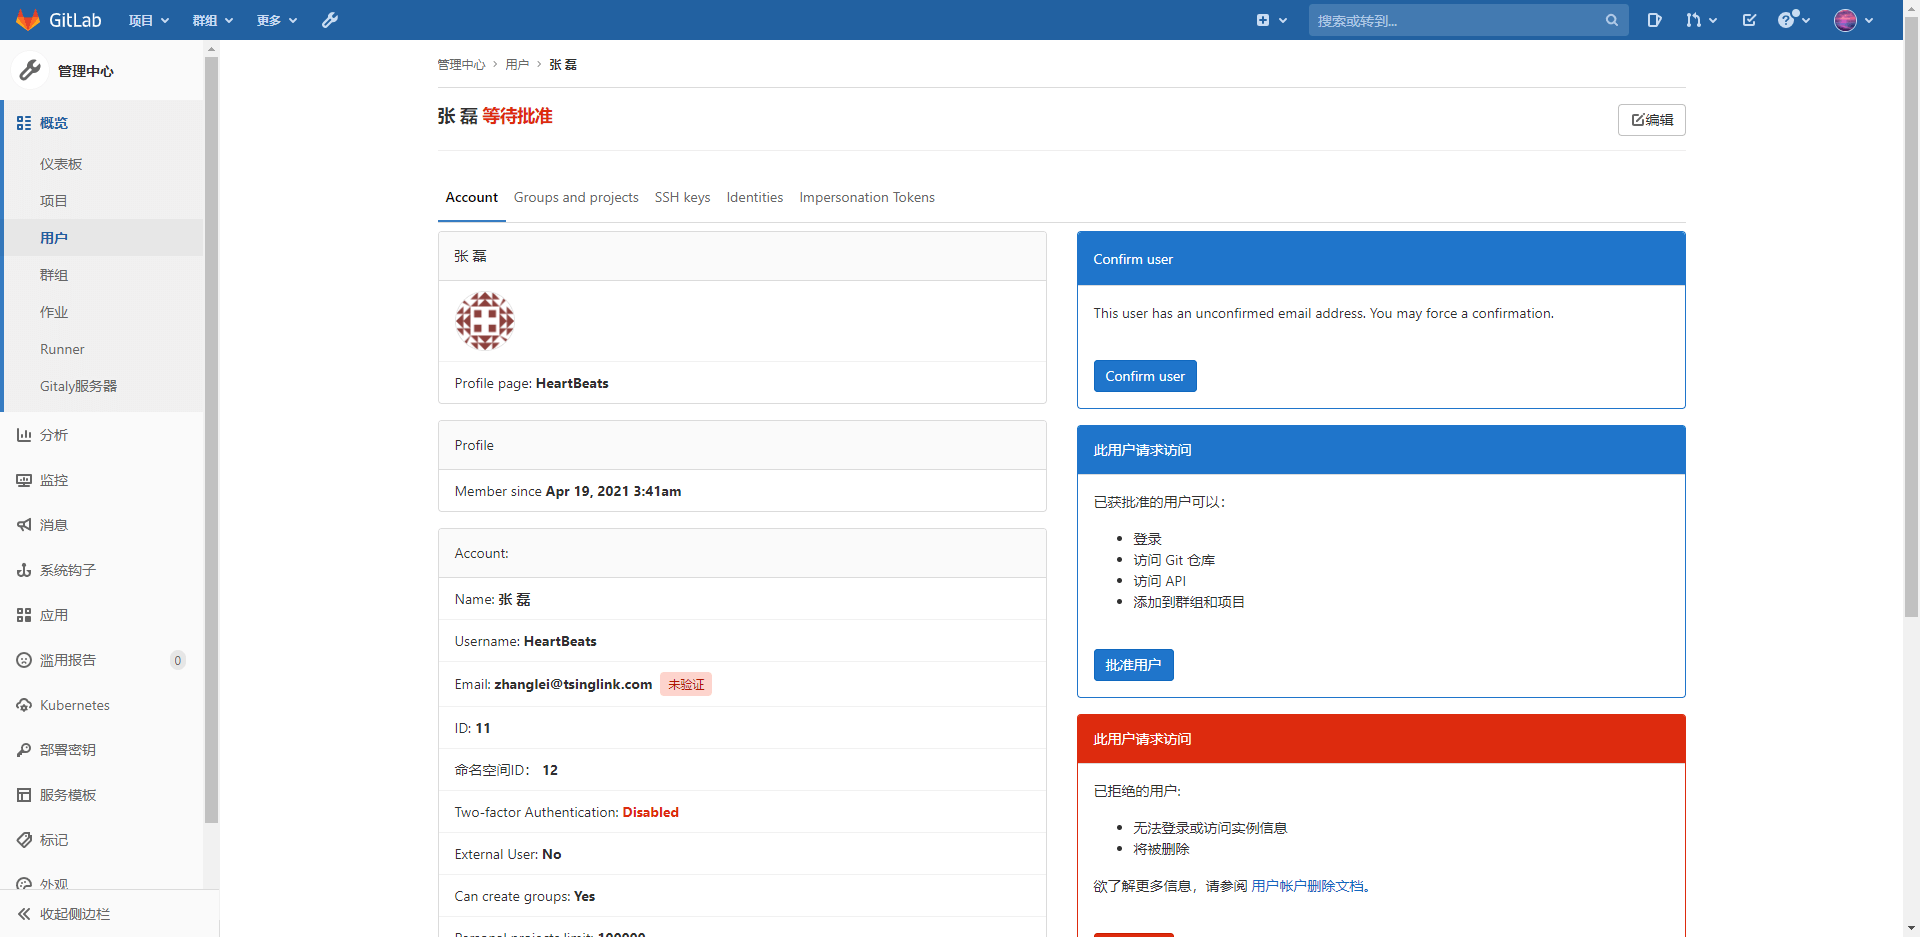 GitLab 项目 群组 更多 搜索或转到...
管理中心
概览
仪表板
项目
用户
群组
作业
Runner
Gitaly服务器
分析
监控
消息
系统钩子
应用
滥用报告 0
Kubernetes
部署密钥
服务模板
标记
外观
收起侧边栏
管理中心 › 用户 › 张 磊
张 磊 等待批准
编辑
Account Groups and projects SSH keys Identities Impersonation Tokens
张 磊
Profile page: HeartBeats
Profile
Member since Apr 19, 2021 3:41am
Account:
Name: 张 磊
Username: HeartBeats
Email: zhanglei@tsinglink.com 未验证
ID: 11
命名空间ID： 12
Two-factor Authentication: Disabled
External User: No
Can create groups: Yes
Personal projects limit: 100000
Confirm user
This user has an unconfirmed email address. You may force a confirmation.
Confirm user
此用户请求访问
已获批准的用户可以：
• 登录
• 访问 Git 仓库
• 访问 API
• 添加到群组和项目
批准用户
此用户请求访问
已拒绝的用户:
• 无法登录或访问实例信息
• 将被删除
欲了解更多信息，请参阅 用户帐户删除文档。